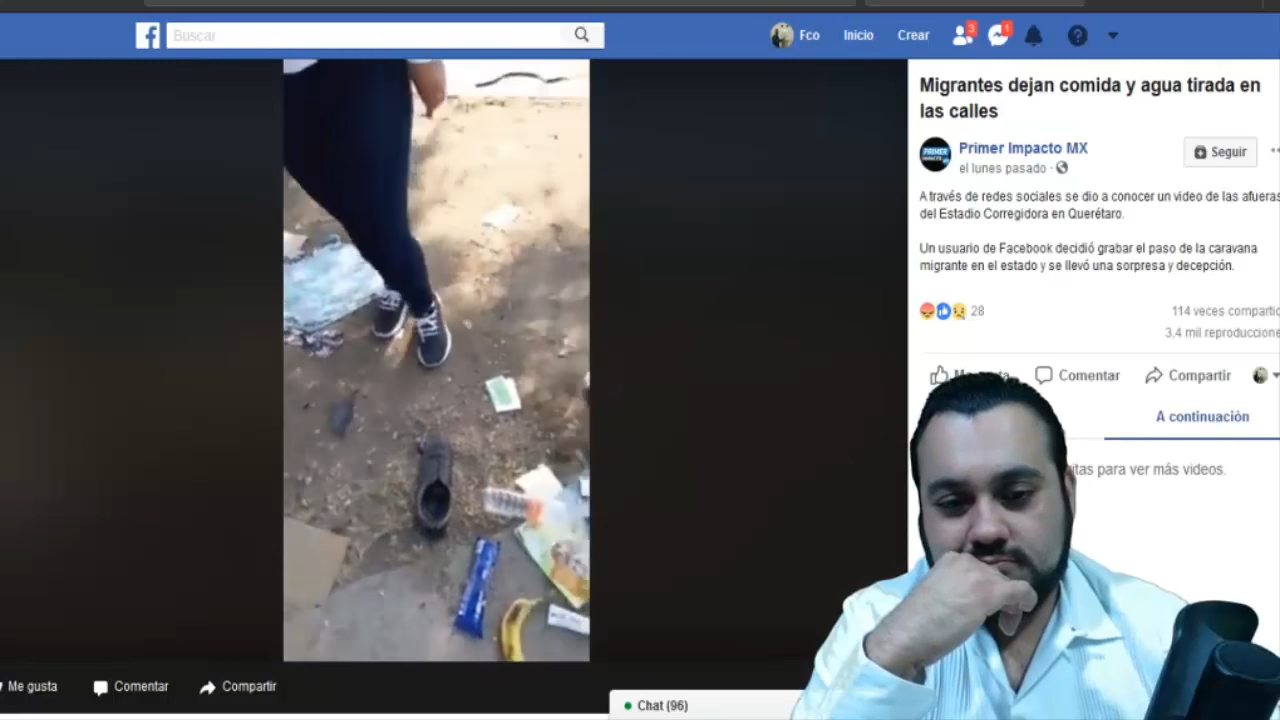 Buscar
Fco
Inicio
Crear
3
1
Migrantes dejan comida y agua tirada en
las calles
Primer Impacto MX
Seguir
el lunes pasado ·
A través de redes sociales se dio a conocer un video de las afueras
del Estadio Corregidora en Querétaro.
Un usuario de Facebook decidió grabar el paso de la caravana
migrante en el estado y se llevó una sorpresa y decepción.
28
114 veces
3,4 mil
Comentar
Compartir
A continuación
para ver más videos.
Me gusta
Comentar
Compartir
Chat (96)